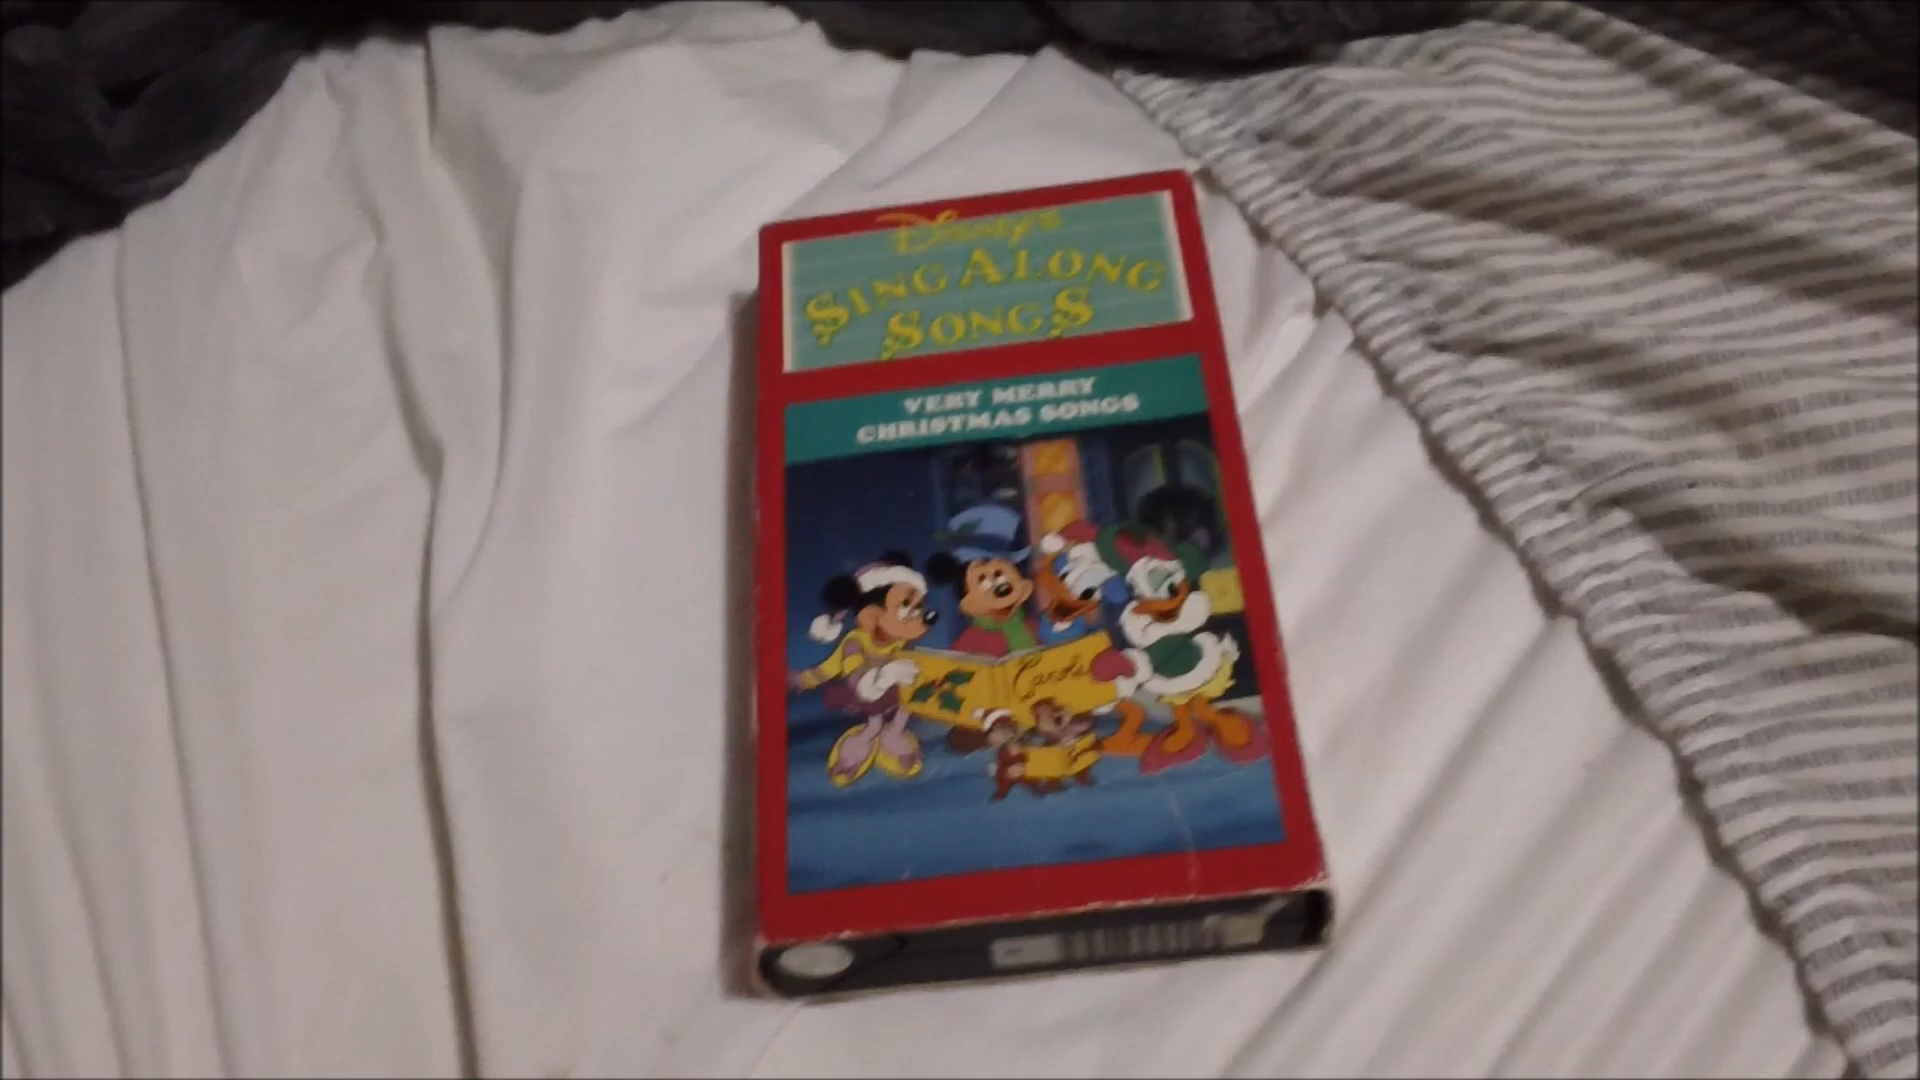 Disney's
SING ALONG
SONGS
VERY MERRY
CHRISTMAS SONGS
Carols